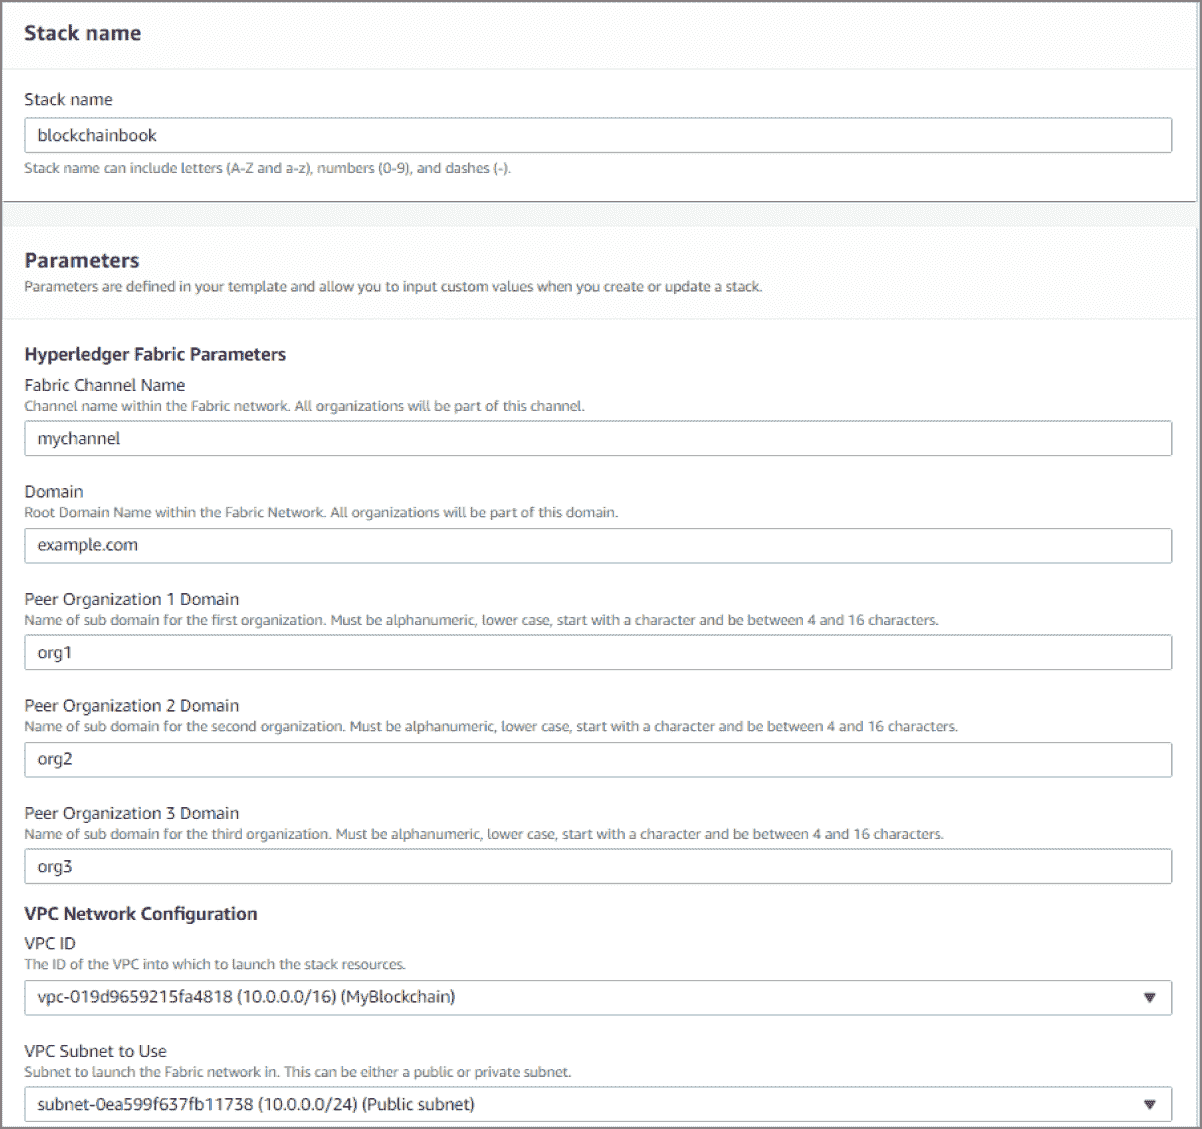 Stack name
Stack name
blockchainbook
Stack name can include letters (A-Z and a-z), numbers (0-9), and dashes (-).
Parameters
Parameters are defined in your template and allow you to input custom values when you create or update a stack.
Hyperledger Fabric Parameters
Fabric Channel Name
Channel name within the Fabric network. All organizations will be part of this channel.
mychannel
Domain
Root Domain Name within the Fabric Network. All organizations will be part of this domain.
example.com
Peer Organization 1 Domain
Name of sub domain for the first organization. Must be alphanumeric, lower case, start with a character and be between 4 and 16 characters.
org1
Peer Organization 2 Domain
Name of sub domain for the second organization. Must be alphanumeric, lower case, start with a character and be between 4 and 16 characters.
org2
Peer Organization 3 Domain
Name of sub domain for the third organization. Must be alphanumeric, lower case, start with a character and be between 4 and 16 characters.
org3
VPC Network Configuration
VPC ID
The ID of the VPC into which to launch the stack resources.
vpc-019d9659215fa4818 (10.0.0.0/16) (MyBlockchain)
VPC Subnet to Use
Subnet to launch the Fabric network in. This can be either a public or private subnet.
subnet-0ea599f637fb11738 (10.0.0.0/24) (Public subnet)